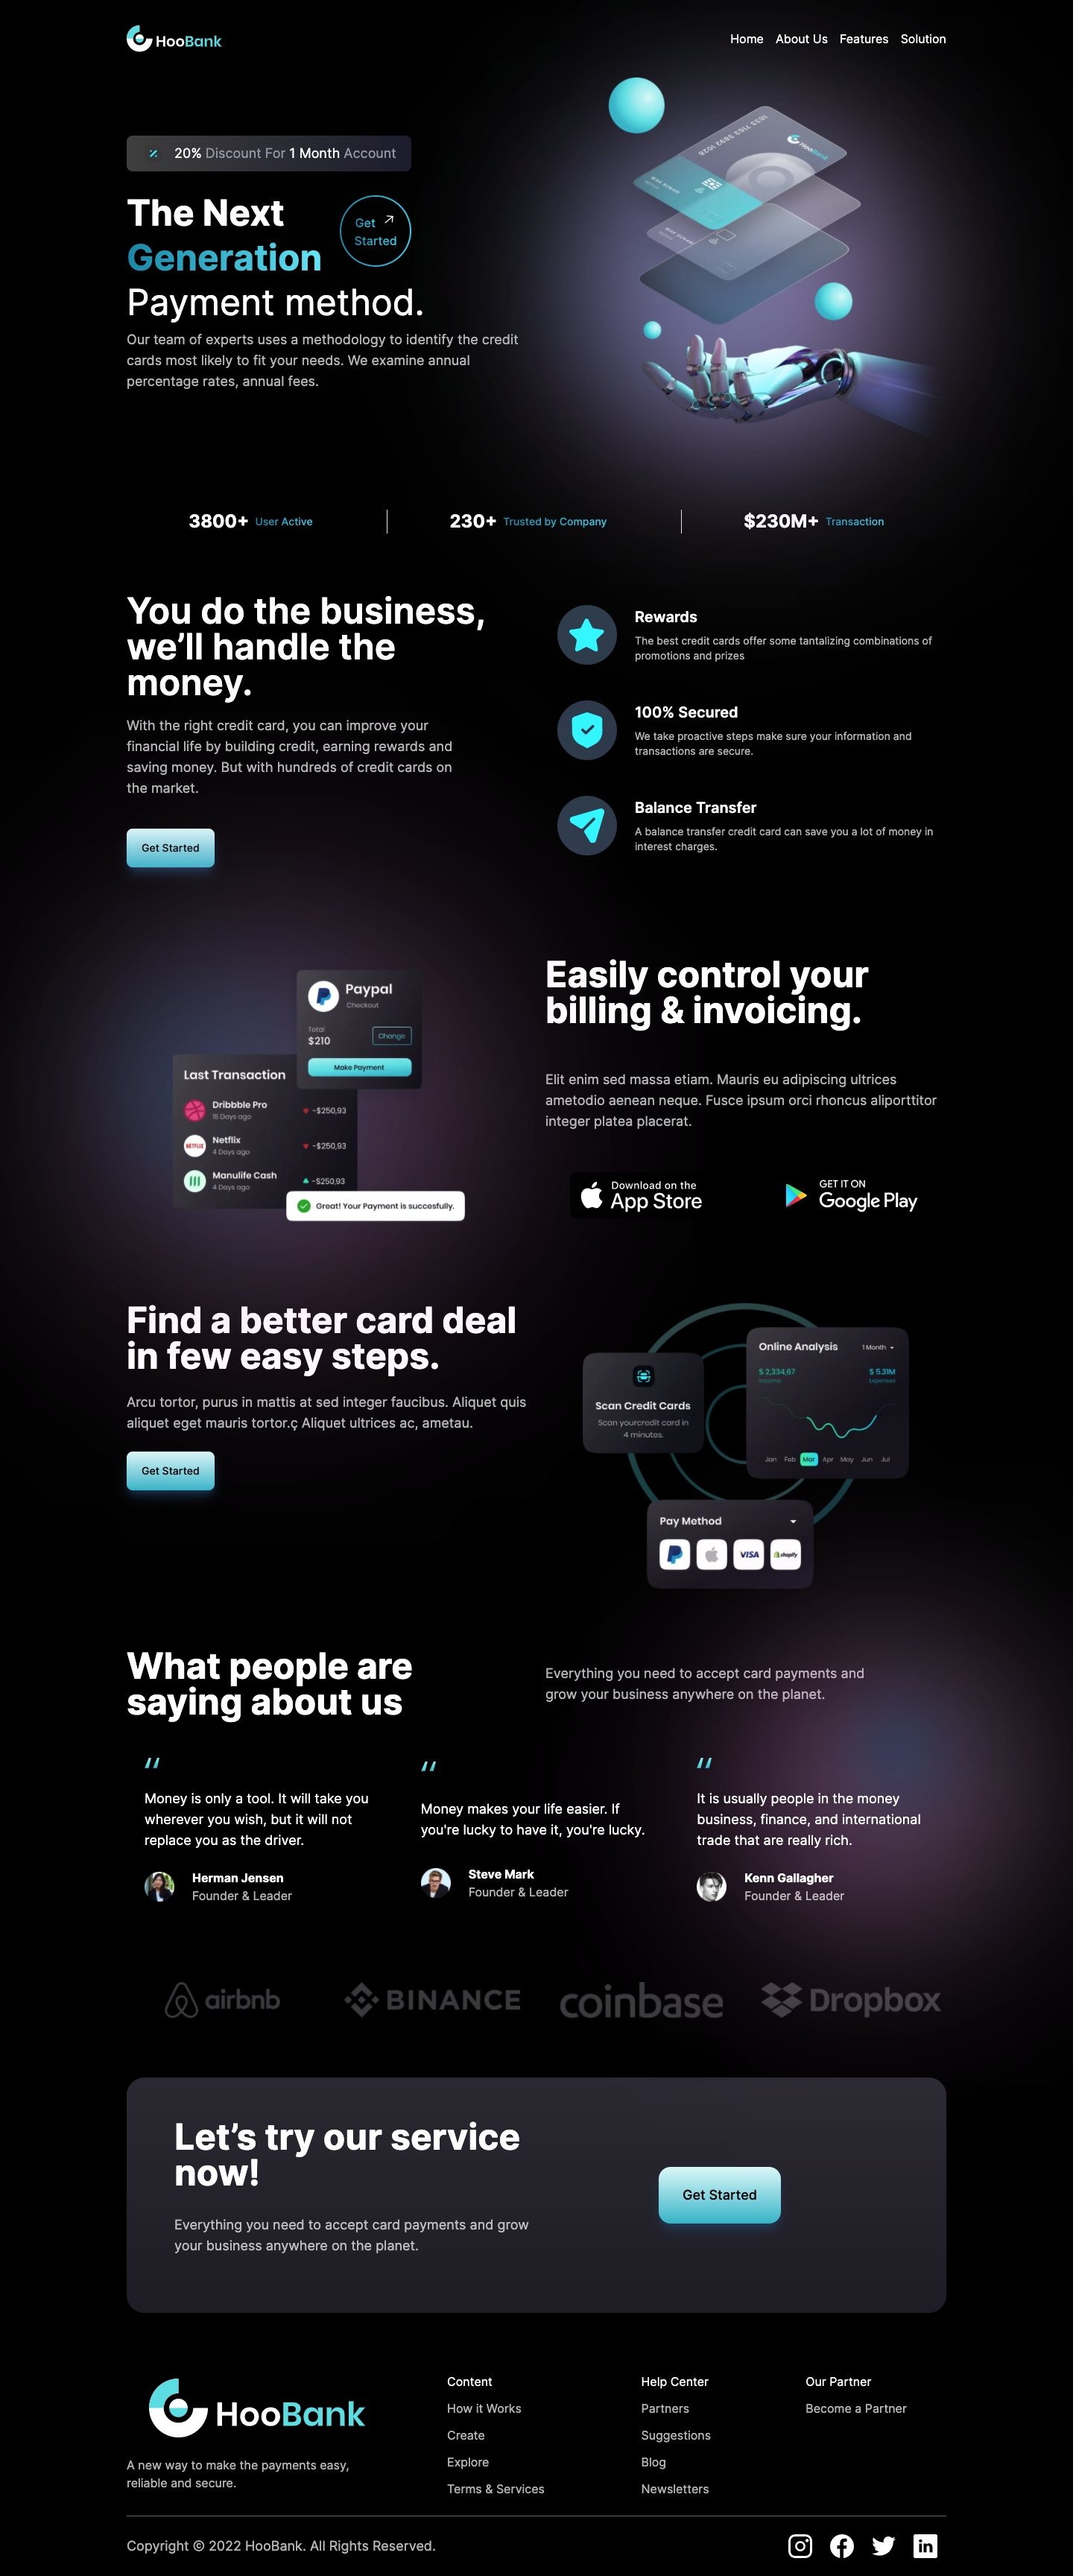 HooBank
Home About Us Features Solution
20% Discount For 1 Month Account
The Next
Generation
Get
Started
Payment method.
Our team of experts uses a methodology to identify the credit
cards most likely to fit your needs. We examine annual
percentage rates, annual fees.
HooBank
3800+ User Active
230+ Trusted by Company
$230M+ Transaction
You do the business,
we’ll handle the
money.
With the right credit card, you can improve your
financial life by building credit, earning rewards and
saving money. But with hundreds of credit cards on
the market.
Get Started
Rewards
The best credit cards offer some tantalizing combinations of
promotions and prizes
100% Secured
We take proactive steps make sure your information and
transactions are secure.
Balance Transfer
A balance transfer credit card can save you a lot of money in
interest charges.
Paypal
Checkout
Total
$210
Change
Make Payment
Last Transaction
Dribbble Pro
15 Days ago
-$250,93
NETFLIX
Netflix
4 Days ago
-$250,93
Manulife Cash
4 Days ago
-$250,93
Great! Your Payment is succesfully.
Easily control your
billing & invoicing.
Elit enim sed massa etiam. Mauris eu adipiscing ultrices
ametodio aenean neque. Fusce ipsum orci rhoncus aliporttitor
integer platea placerat.
Download on the
App Store
GET IT ON
Google Play
Find a better card deal
in few easy steps.
Arcu tortor, purus in mattis at sed integer faucibus. Aliquet quis
aliquet eget mauris tortor.ç Aliquet ultrices ac, ametau.
Get Started
Scan Credit Cards
Scan yourcredit card in
4 minutes.
Online Analysis
1 Month
$ 2,334,67
Income
$ 5.31M
Expenses
Jan Feb Mar Apr May Jun Jul
Pay Method
VISA
shopify
What people are
saying about us
Everything you need to accept card payments and
grow your business anywhere on the planet.
Money is only a tool. It will take you
wherever you wish, but it will not
replace you as the driver.
Herman Jensen
Founder & Leader
Money makes your life easier. If
you're lucky to have it, you're lucky.
Steve Mark
Founder & Leader
It is usually people in the money
business, finance, and international
trade that are really rich.
Kenn Gallagher
Founder & Leader
airbnb
BINANCE
coinbase
Dropbox
Let’s try our service
now!
Everything you need to accept card payments and grow
your business anywhere on the planet.
Get Started
HooBank
A new way to make the payments easy,
reliable and secure.
Content
How it Works
Create
Explore
Terms & Services
Help Center
Partners
Suggestions
Blog
Newsletters
Our Partner
Become a Partner
Copyright © 2022 HooBank. All Rights Reserved.